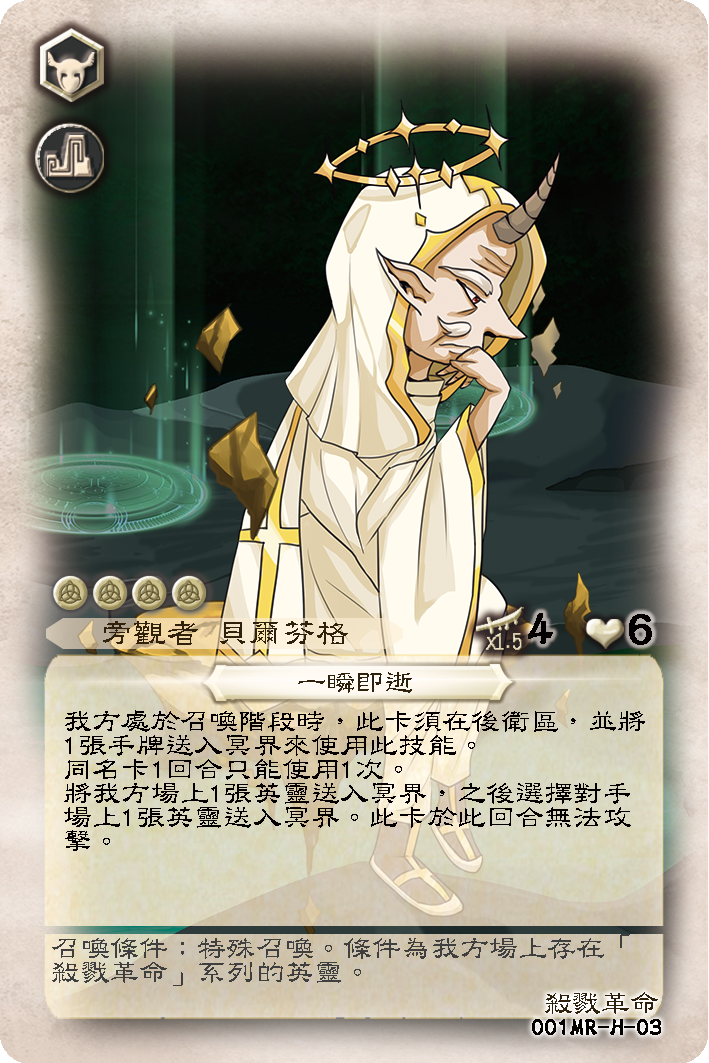 旁觀者 貝爾芬格
x1.5 4 6
一瞬即逝
我方處於召喚階段時，此卡須在後衛區，並將
1張手牌送入冥界來使用此技能。
同名卡1回合只能使用1次。
將我方場上1張英靈送入冥界，之後選擇對手
場上1張英靈送入冥界。此卡於此回合無法攻
擊。
召喚條件：特殊召喚。條件為我方場上存在「
殺戮革命」系列的英靈。
殺戮革命
001MR-H-03